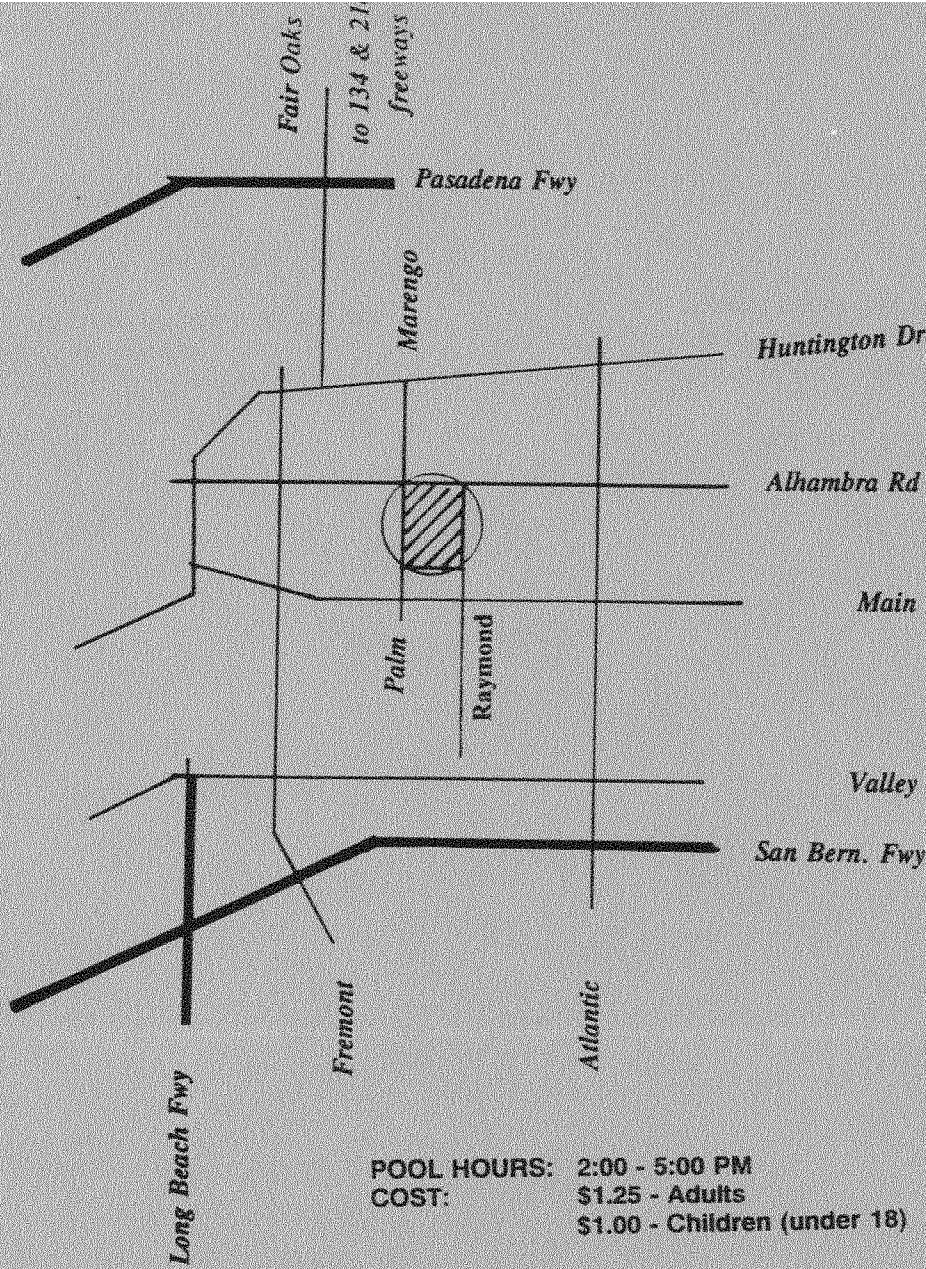 Fair Oaks
to 134 &
freeways
Pasadena Fwy
Marengo
Huntington Dr
Alhambra Rd
Main
Palm
Raymond
Valley
San Bern. Fwy
Fremont
Atlantic
Long Beach Fwy
POOL HOURS: 2:00 - 5:00 PM
COST: $1.25 - Adults
$1.00 - Children (under 18)